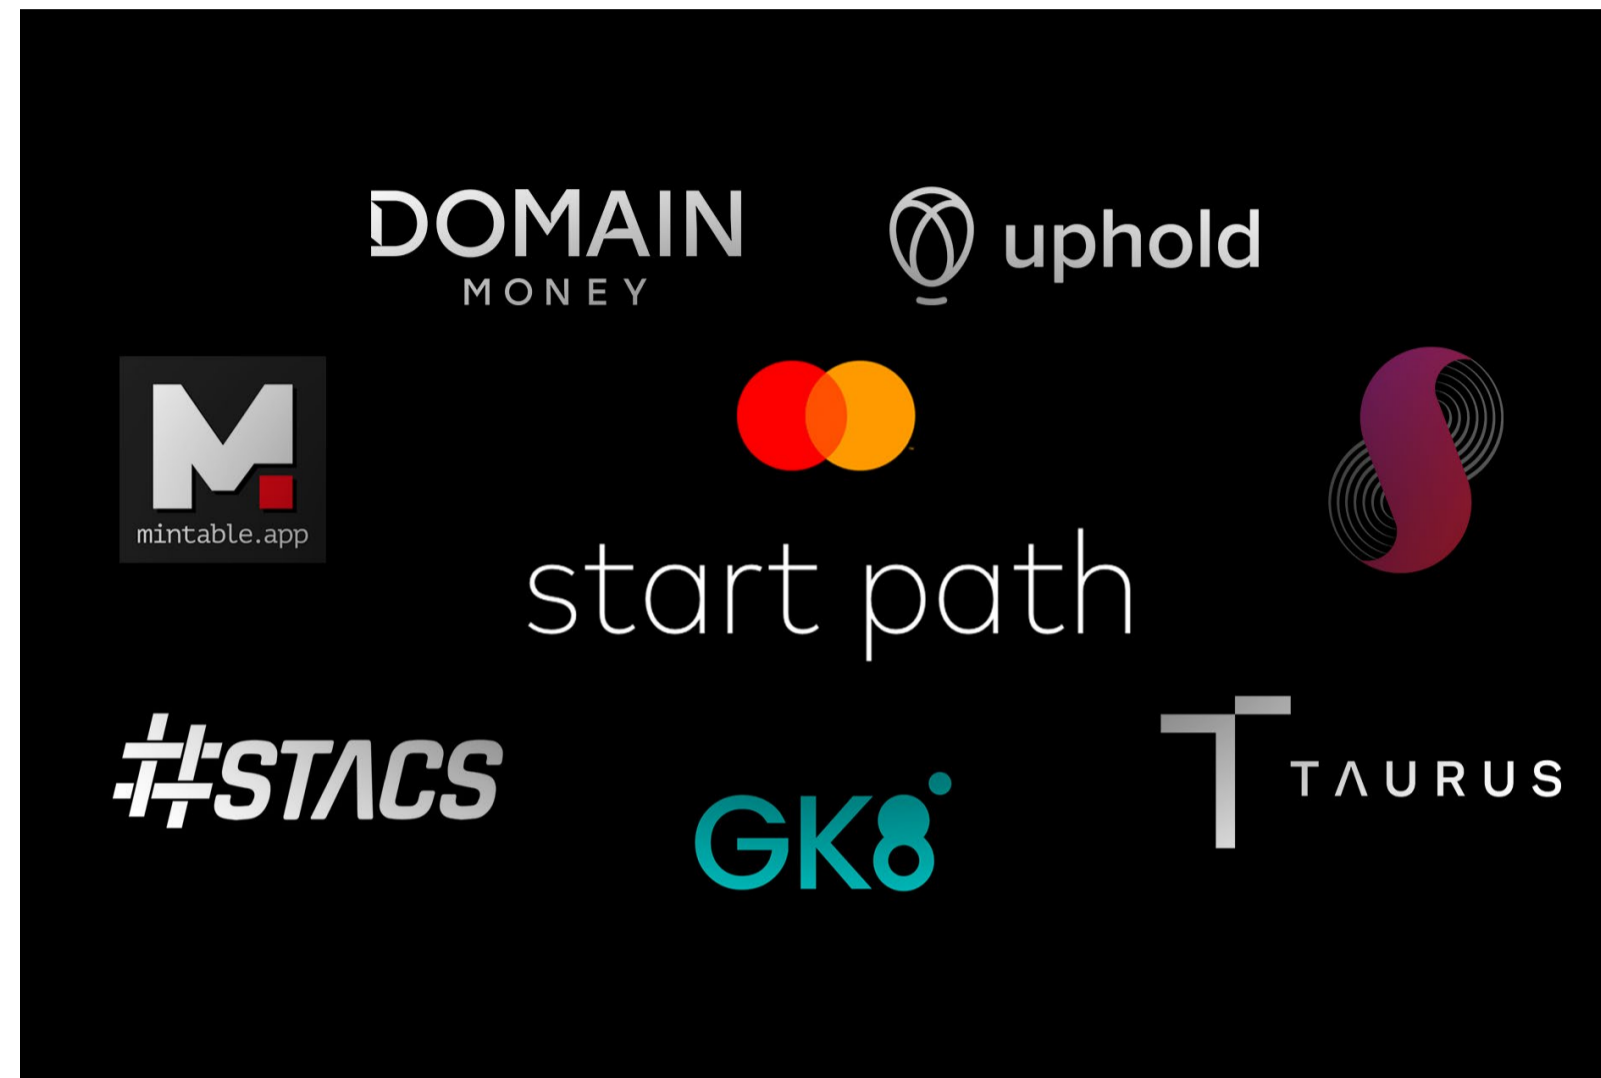 DOMAIN
MONEY
uphold
M.
mintable.app
start path
#STACS
GK8
TAURUS